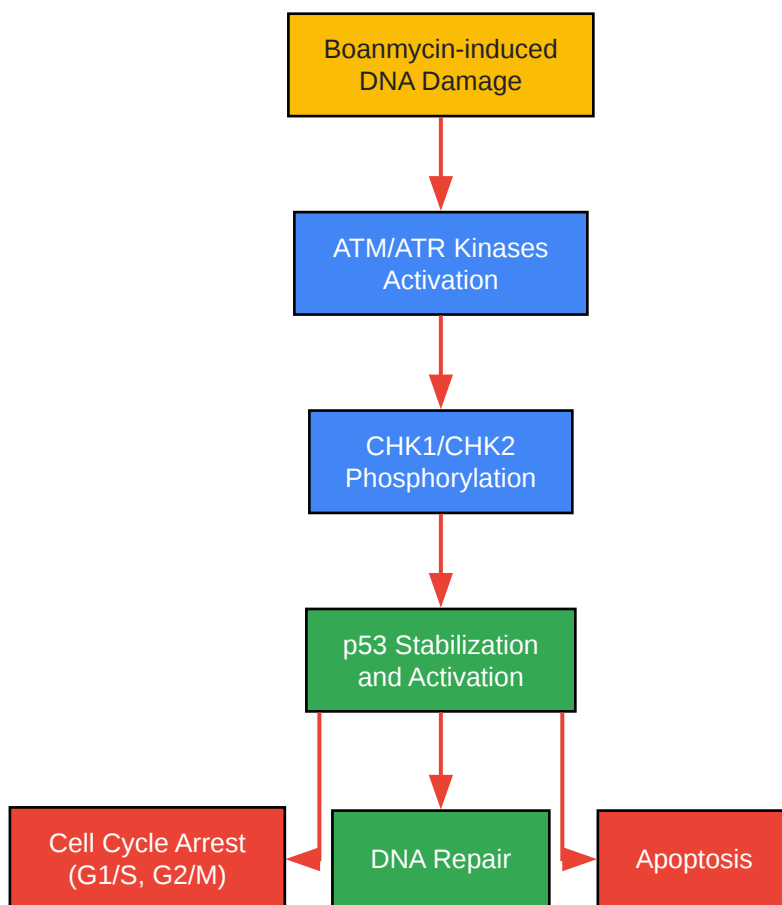 Boanmycin-induced
DNA Damage
ATM/ATR Kinases
Activation
CHK1/CHK2
Phosphorylation
p53 Stabilization
and Activation
Cell Cycle Arrest
(G1/S, G2/M)
DNA Repair
Apoptosis